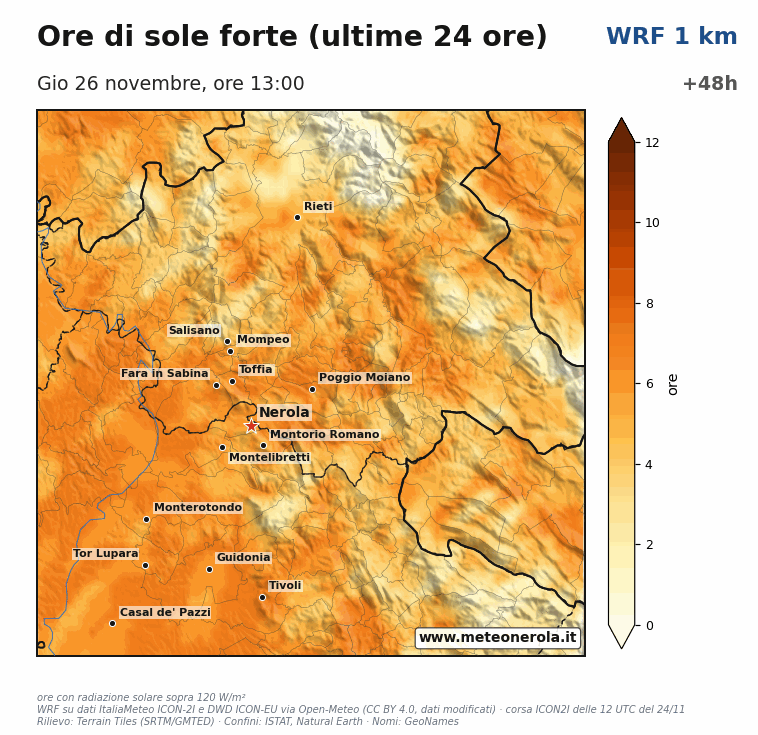 Ore di sole forte (ultime 24 ore)
WRF 1 km
Gio 26 novembre, ore 13:00
+48h
Rieti
Salisano
Mompeo
Toffia
Fara in Sabina
Poggio Moiano
Nerola
Montorio Romano
Montelibretti
Monterotondo
Tor Lupara
Guidonia
Tivoli
Casal de' Pazzi
www.meteonerola.it
12
10
8
6
4
2
0
ore
ore con radiazione solare sopra 120 W/m²
WRF su dati ItaliaMeteo ICON-2I e DWD ICON-EU via Open-Meteo (CC BY 4.0, dati modificati) · corsa ICON2I delle 12 UTC del 24/11
Rilievo: Terrain Tiles (SRTM/GMTED) · Confini: ISTAT, Natural Earth · Nomi: GeoNames